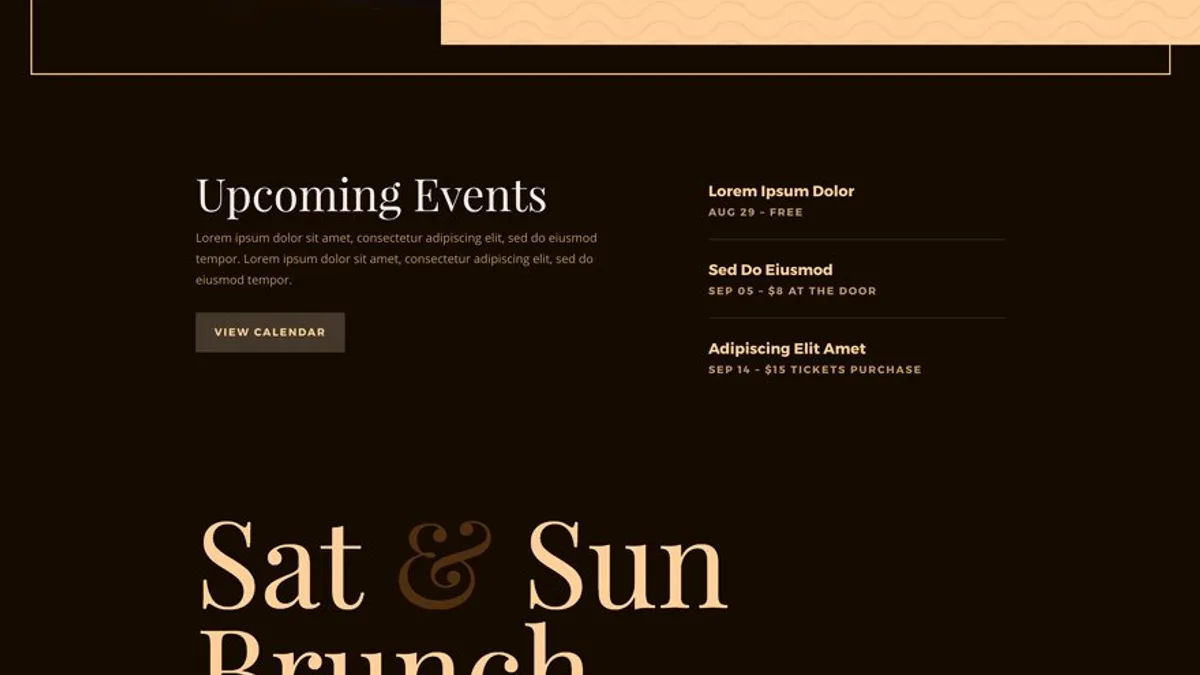 Upcoming Events
Lorem ipsum dolor sit amet, consectetur adipiscing elit, sed do eiusmod
tempor. Lorem ipsum dolor sit amet, consectetur adipiscing elit, sed do
eiusmod tempor.
VIEW CALENDAR
Lorem Ipsum Dolor
AUG 29 – FREE
Sed Do Eiusmod
SEP 05 – $8 AT THE DOOR
Adipiscing Elit Amet
SEP 14 – $15 TICKETS PURCHASE
Sat & Sun
Brunch